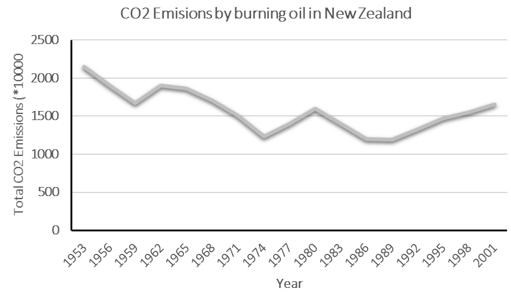 CO2 Emisions by burning oil in New Zealand
Total CO2 Emissions (*10000
2500
2000
1500
1000
500
0
1953 1956 1959 1962 1965 1968 1971 1974 1977 1980 1983 1986 1989 1992 1995 1998 2001
Year